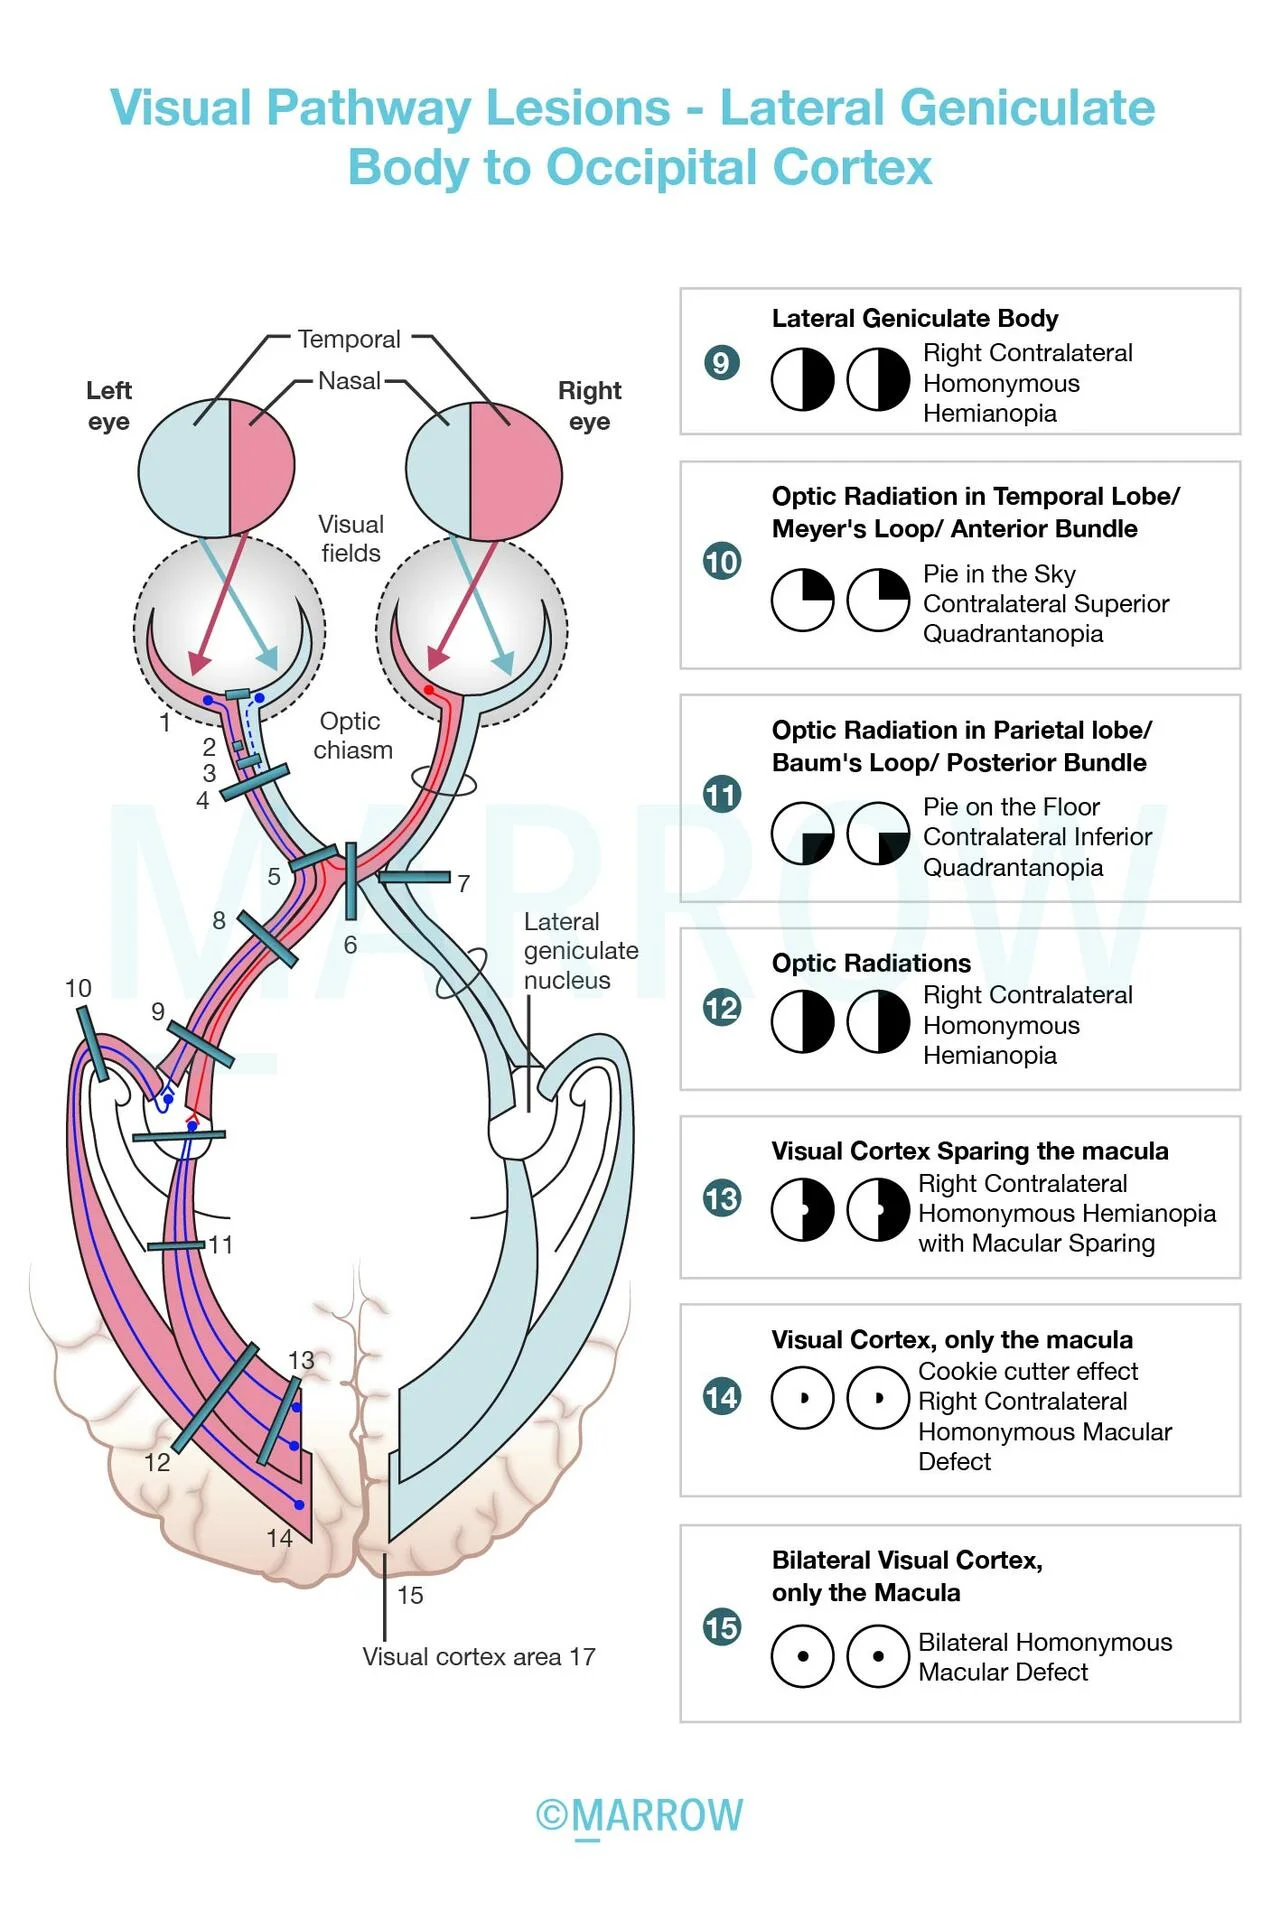 Visual Pathway Lesions - Lateral Geniculate
Body to Occipital Cortex
Temporal
Nasal
Left
eye
Right
eye
Visual
fields
Optic
chiasm
1
2
3
4
5
6
7
8
Lateral
geniculate
nucleus
10
9
11
13
12
14
15
Visual cortex area 17
9
Lateral Geniculate Body
Right Contralateral
Homonymous
Hemianopia
10
Optic Radiation in Temporal Lobe/
Meyer's Loop/ Anterior Bundle
Pie in the Sky
Contralateral Superior
Quadrantanopia
11
Optic Radiation in Parietal lobe/
Baum's Loop/ Posterior Bundle
Pie on the Floor
Contralateral Inferior
Quadrantanopia
12
Optic Radiations
Right Contralateral
Homonymous
Hemianopia
13
Visual Cortex Sparing the macula
Right Contralateral
Homonymous Hemianopia
with Macular Sparing
14
Visual Cortex, only the macula
Cookie cutter effect
Right Contralateral
Homonymous Macular
Defect
15
Bilateral Visual Cortex,
only the Macula
Bilateral Homonymous
Macular Defect
MARROW
©MARROW